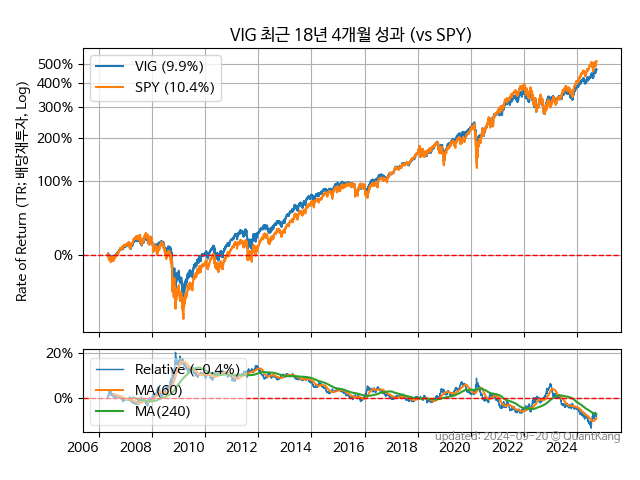 VIG 최근 18년 4개월 성과 (vs SPY)
Rate of Return (TR; 배당재투자, Log)
500%
400%
300%
200%
100%
0%
VIG (9.9%)
SPY (10.4%)
20%
0%
Relative (−0.4%)
MA(60)
MA(240)
2006 2008 2010 2012 2014 2016 2018 2020 2022 2024
updated: 2024-09-20 © QuantKang